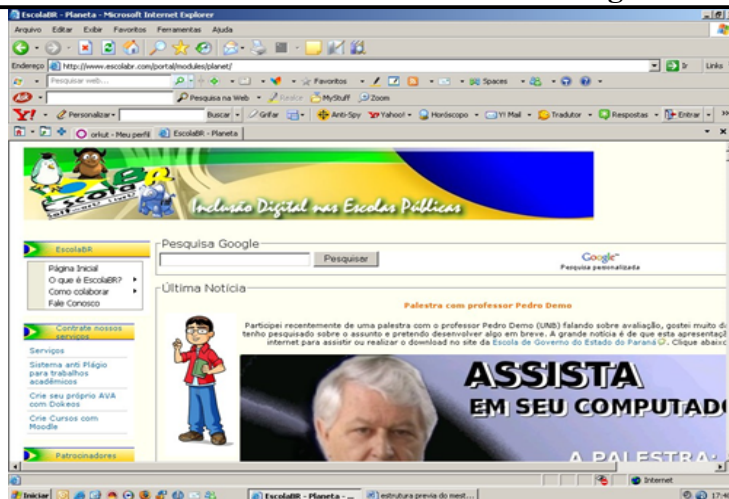 EscolaBR - Planeta - Microsoft Internet Explorer
Arquivo Editar Exibir Favoritos Ferramentas Ajuda
Endereço http://www.escolabr.com/portal/modules/planet/ Ir Links
Pesquisar web... Favoritos Spaces
Pesquisa na Web MyStuff Zoom
Y! Personalizar Buscar Grifar Anti-Spy Yahoo! Horóscopo Y! Mail Tradutor Respostas Entrar
orkut - Meu perfil EscolaBR - Planeta
Escola BR
Software Livre
Inclusão Digital nas Escolas Públicas
EscolaBR
Página Inicial
O que é EscolaBR?
Como colaborar
Fale Conosco
Contrate nossos
serviços
Serviços
Sistema anti Plágio
para trabalhos
acadêmicos
Crie seu próprio AVA
com Dokeos
Crie Cursos com
Moodle
Patrocinadores
Pesquisa Google
Pesquisar
Google
Pesquisa personalizada
Última Notícia
Palestra com professor Pedro Demo
Participei recentemente de uma palestra com o professor Pedro Demo (UNB) falando sobre avaliação, gostei muito
tenho pesquisado sobre o assunto e pretendo desenvolver algo em breve. A grande notícia é de que esta
internet para assistir ou realizar o download no site da Escola de Governo do Estado do Paraná. Clique
ASSISTA
EM SEU
A PALESTRA:
Internet
Iniciar EscolaBR - Planeta - ... estrutura previa do mest...